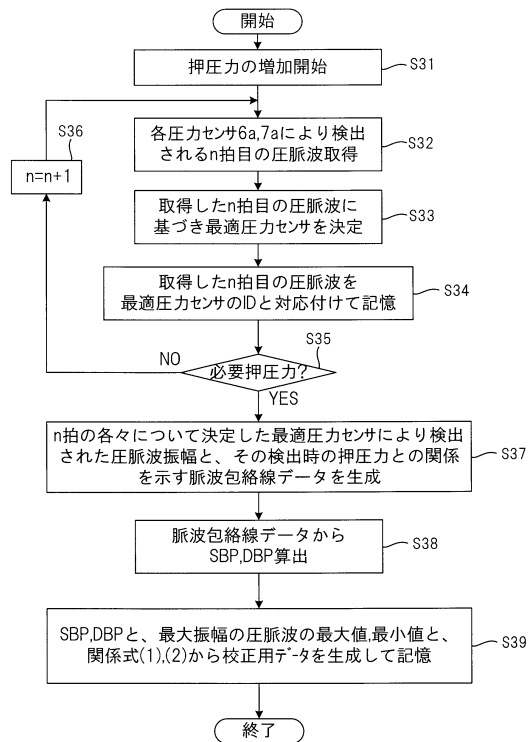 開始
押圧力の増加開始
S31
各圧力センサ6a,7aにより検出
されるn拍目の圧脈波取得
S32
S36
n=n+1
取得したn拍目の圧脈波に
基づき最適圧力センサを決定
S33
取得したn拍目の圧脈波を
最適圧力センサのIDと対応付けて記憶
S34
S35
必要押圧力?
NO
YES
n拍の各々について決定した最適圧力センサにより検出
された圧脈波振幅と、その検出時の押圧力との関係
を示す脈波包絡線データを生成
S37
脈波包絡線データから
SBP,DBP算出
S38
SBP,DBPと、最大振幅の圧脈波の最大値,最小値と、
関係式(1),(2)から校正用データを生成して記憶
S39
終了